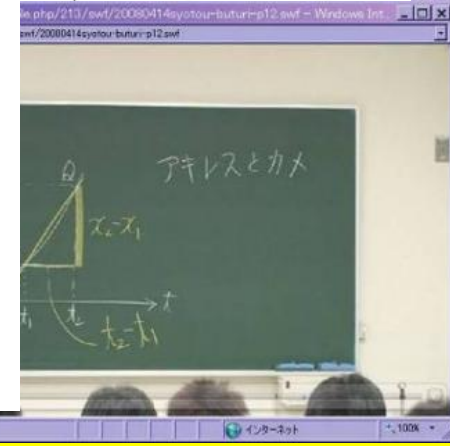 le.php/213/swf/20080414syotou-buturi-p12.swf - Windows Int
swf/20080414syotou-buturi-p12.swf
アキレスとカメ
Q
x₂-x₁
t₁ t₂ t
t₂-t₁
インターネット
100%